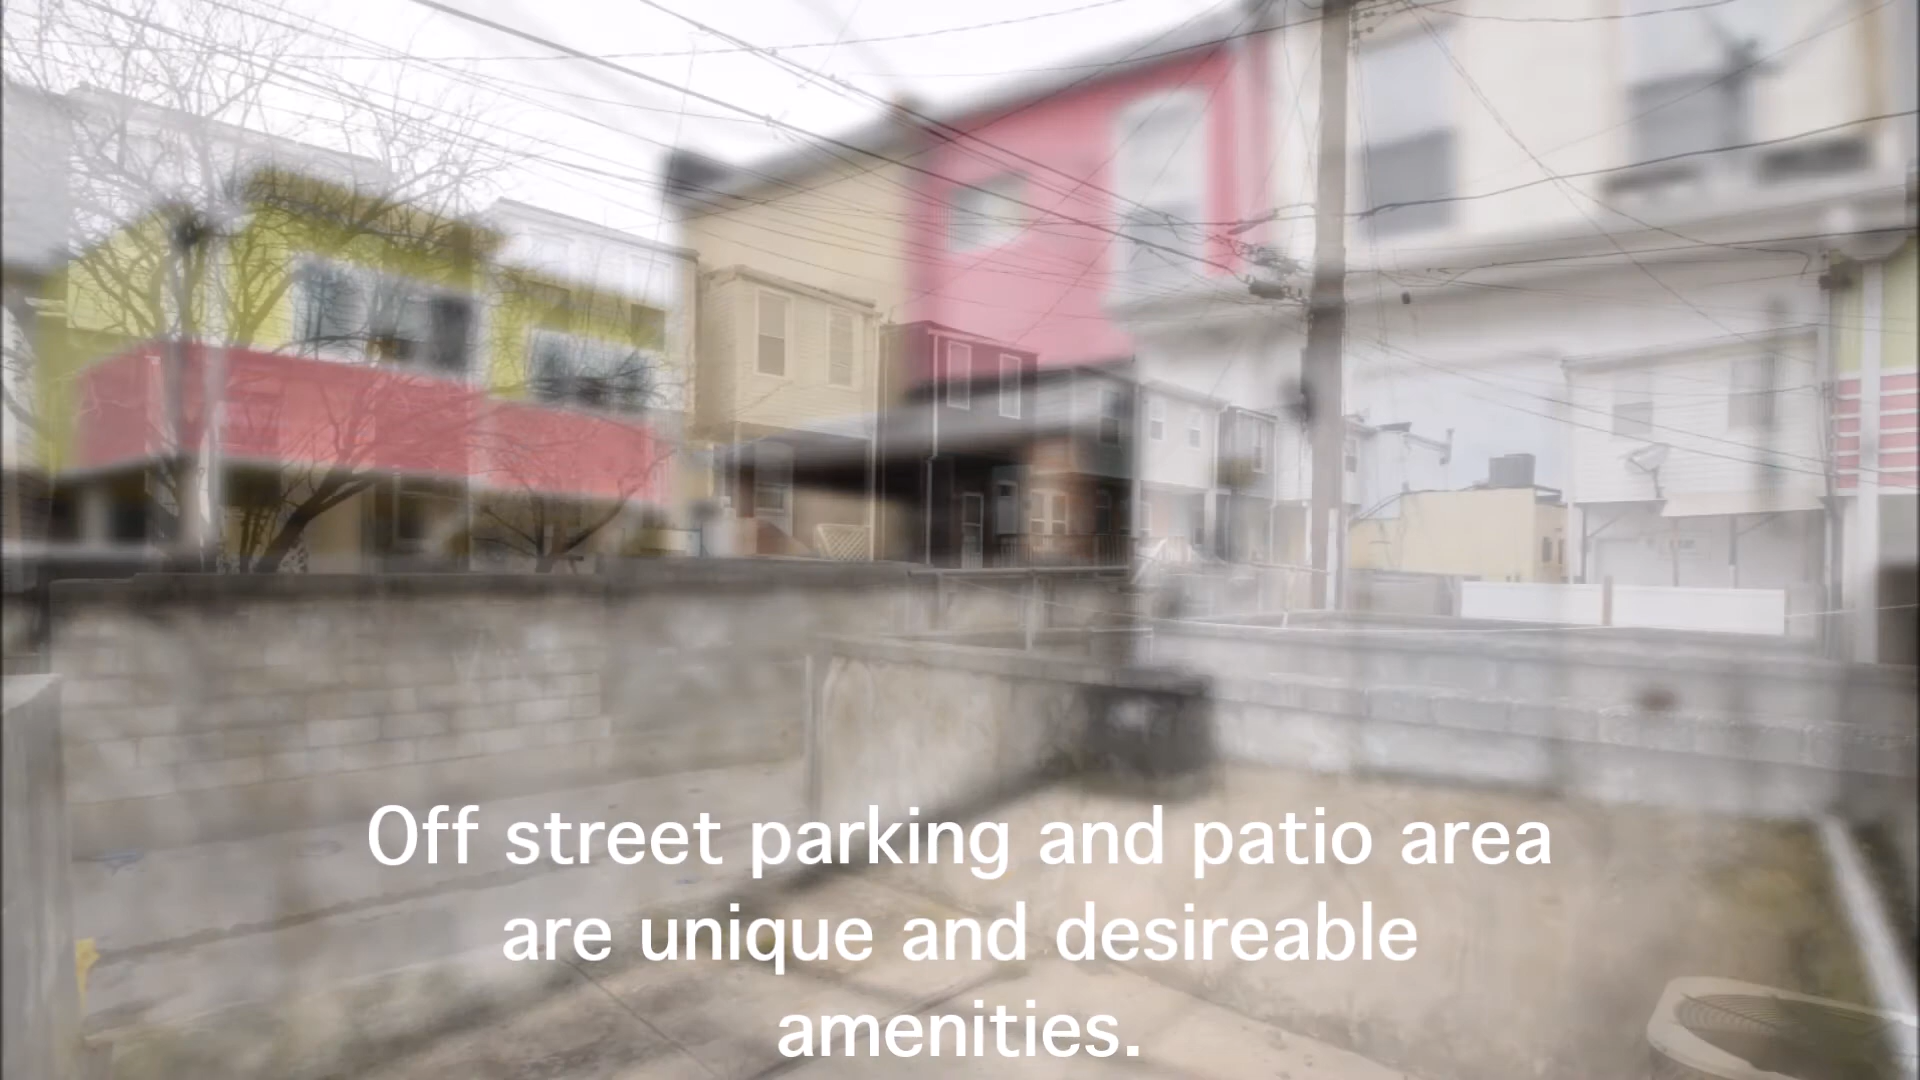 Off street parking and patio area
are unique and desireable
amenities.